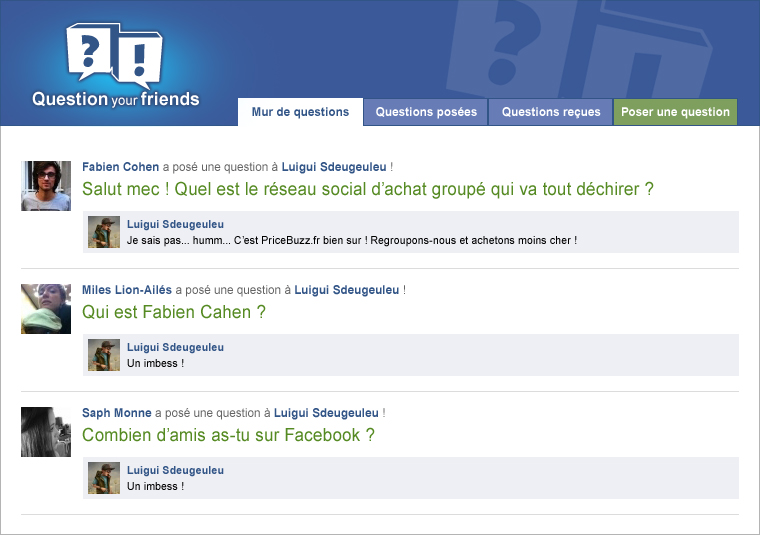 ? !
Question your friends
Mur de questions
Questions posées
Questions reçues
Poser une question
Fabien Cohen a posé une question à Luigui Sdeugeuleu !
Salut mec ! Quel est le réseau social d'achat groupé qui va tout déchirer ?
Luigui Sdeugeuleu
Je sais pas... humm... C'est PriceBuzz.fr bien sur ! Regroupons-nous et achetons moins cher !
Miles Lion-Ailés a posé une question à Luigui Sdeugeuleu !
Qui est Fabien Cahen ?
Luigui Sdeugeuleu
Un imbess !
Saph Monne a posé une question à Luigui Sdeugeuleu !
Combien d'amis as-tu sur Facebook ?
Luigui Sdeugeuleu
Un imbess !